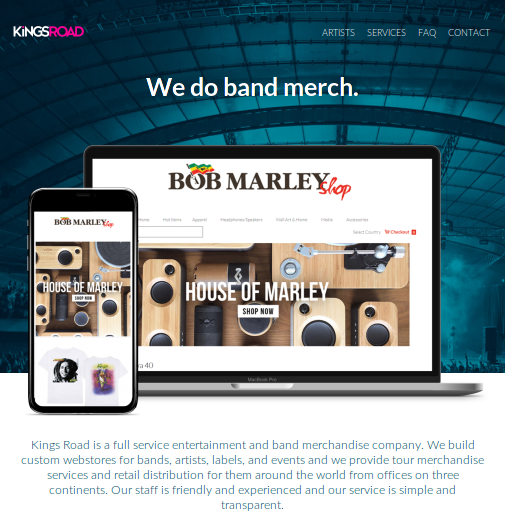 KINGSROAD
ARTISTS SERVICES FAQ CONTACT
We do band merch.
BOB MARLEY Shop
Home Hot Items Apparel Headphones Speakers Wall Art & Home Media Accessories
Select Country Checkout
HOUSE OF MARLEY
SHOP NOW
BOB MARLEY Shop
HOUSE OF MARLEY
SHOP NOW
MacBook Pro
Kings Road is a full service entertainment and band merchandise company. We build
custom webstores for bands, artists, labels, and events and we provide tour merchandise
services and retail distribution for them around the world from offices on three
continents. Our staff is friendly and experienced and our service is simple and
transparent.